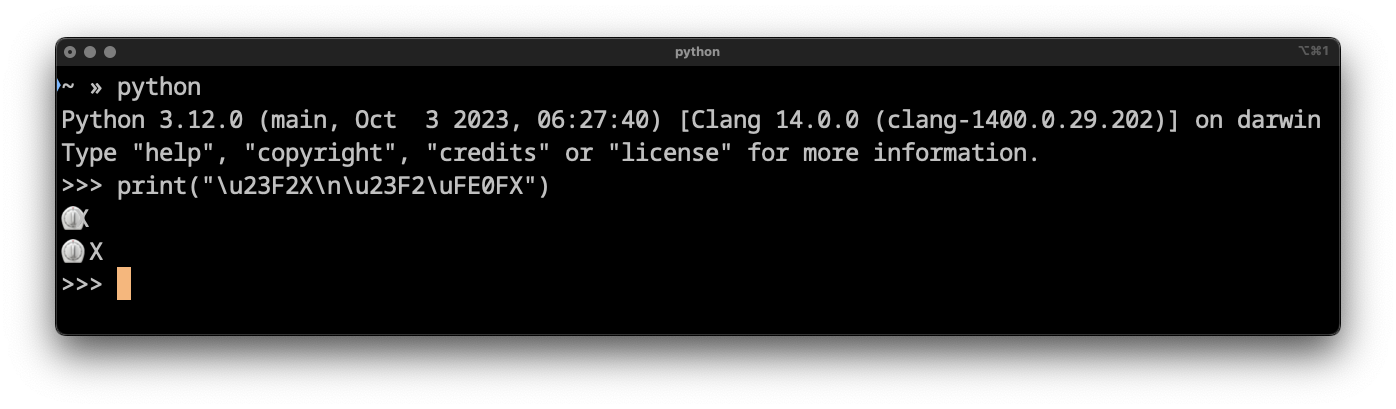 python
⌥⌘1
~ » python
Python 3.12.0 (main, Oct  3 2023, 06:27:40) [Clang 14.0.0 (clang-1400.0.29.202)] on darwin
Type "help", "copyright", "credits" or "license" for more information.
>>> print("\u23F2X\n\u23F2\uFE0FX")
⏲X
⏲️X
>>>